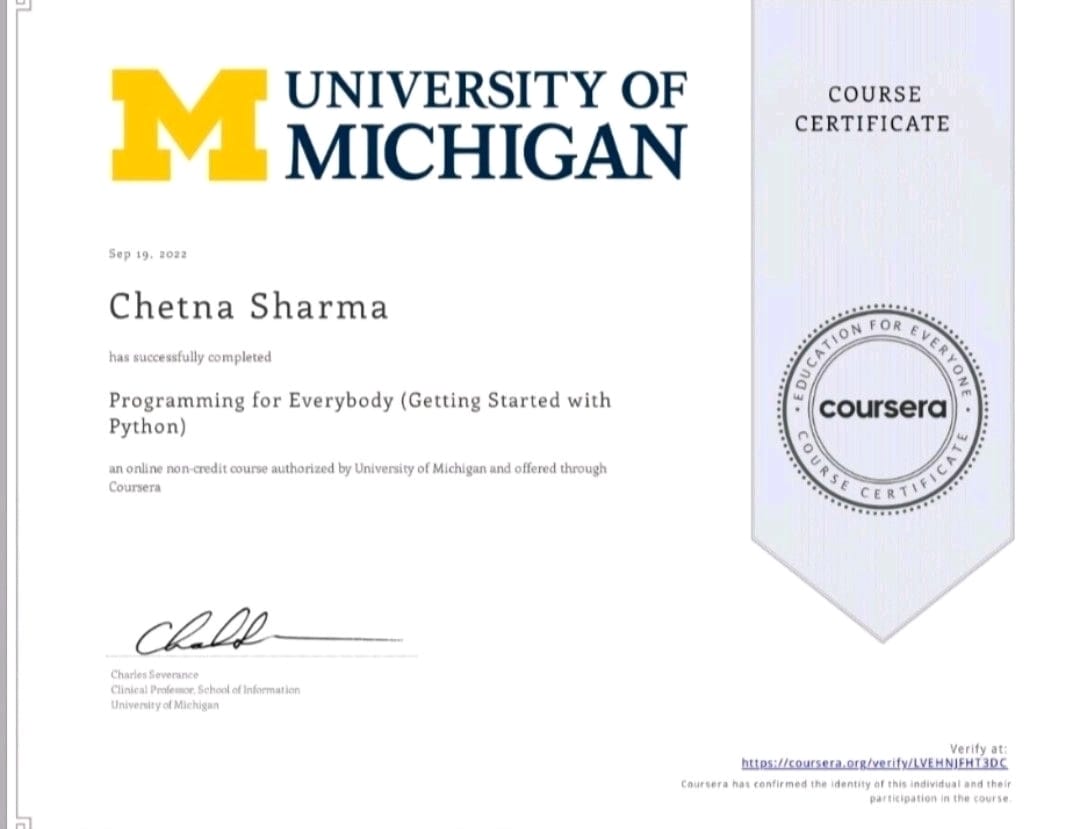 UNIVERSITY OF
MICHIGAN
COURSE
CERTIFICATE
Sep 19, 2022
Chetna Sharma
has successfully completed
Programming for Everybody (Getting Started with
Python)
an online non-credit course authorized by University of Michigan and offered through
Coursera
EDUCATION FOR EVERYONE
coursera
COURSE CERTIFICATE
Charles Severance
Clinical Professor, School of Information
University of Michigan
Verify at:
https://coursera.org/verify/LVEHNJFHT3DC
Coursera has confirmed the identity of this individual and their
participation in the course.